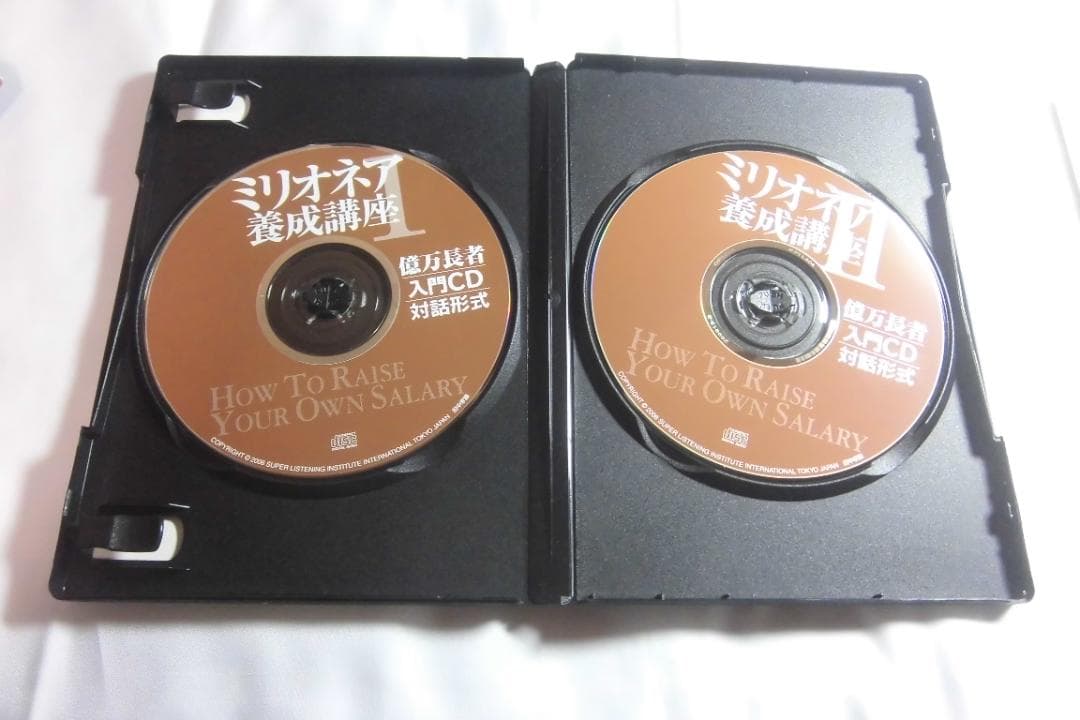 ミリオネア
養成講座
1
億万長者
入門CD
対話形式
HOW TO RAISE
YOUR OWN SALARY
COPYRIGHT © 2008 SUPER LISTENING INSTITUTE INTERNATIONAL TOKYO JAPAN
ミリオネア
養成講座
II
億万長者
入門CD
対話形式
HOW TO RAISE
YOUR OWN SALARY
COPYRIGHT © 2008 SUPER LISTENING INSTITUTE INTERNATIONAL TOKYO JAPAN